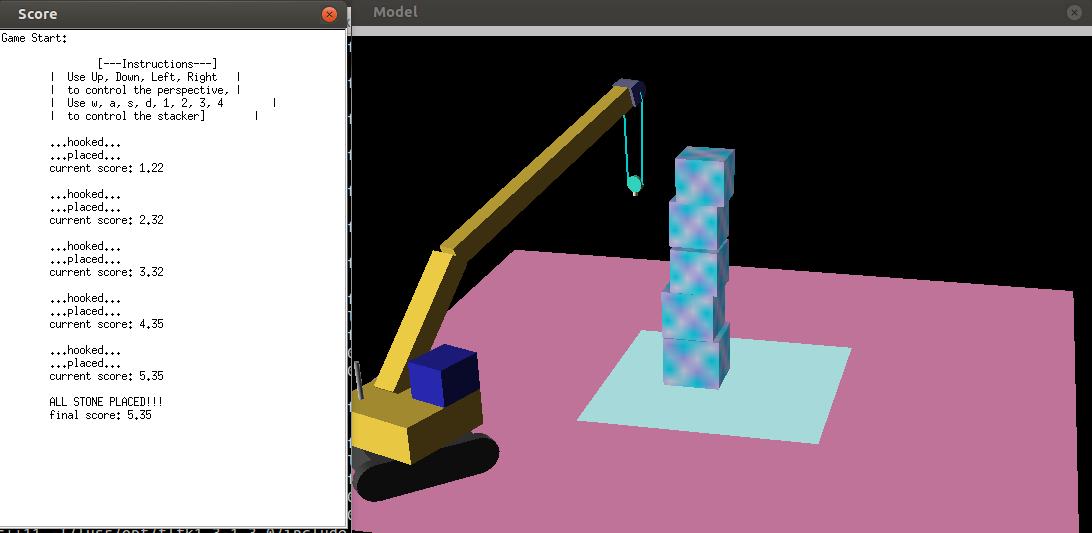 Score
Model
Game Start:
[---Instructions---]
| Use Up, Down, Left, Right |
| to control the perspective, |
| Use w, a, s, d, 1, 2, 3, 4 |
| to control the stacker] |
...hooked...
...placed...
current score: 1.22
...hooked...
...placed...
current score: 2.32
...hooked...
...placed...
current score: 3.32
...hooked...
...placed...
current score: 4.35
...hooked...
...placed...
current score: 5.35
ALL STONE PLACED!!!
final score: 5.35